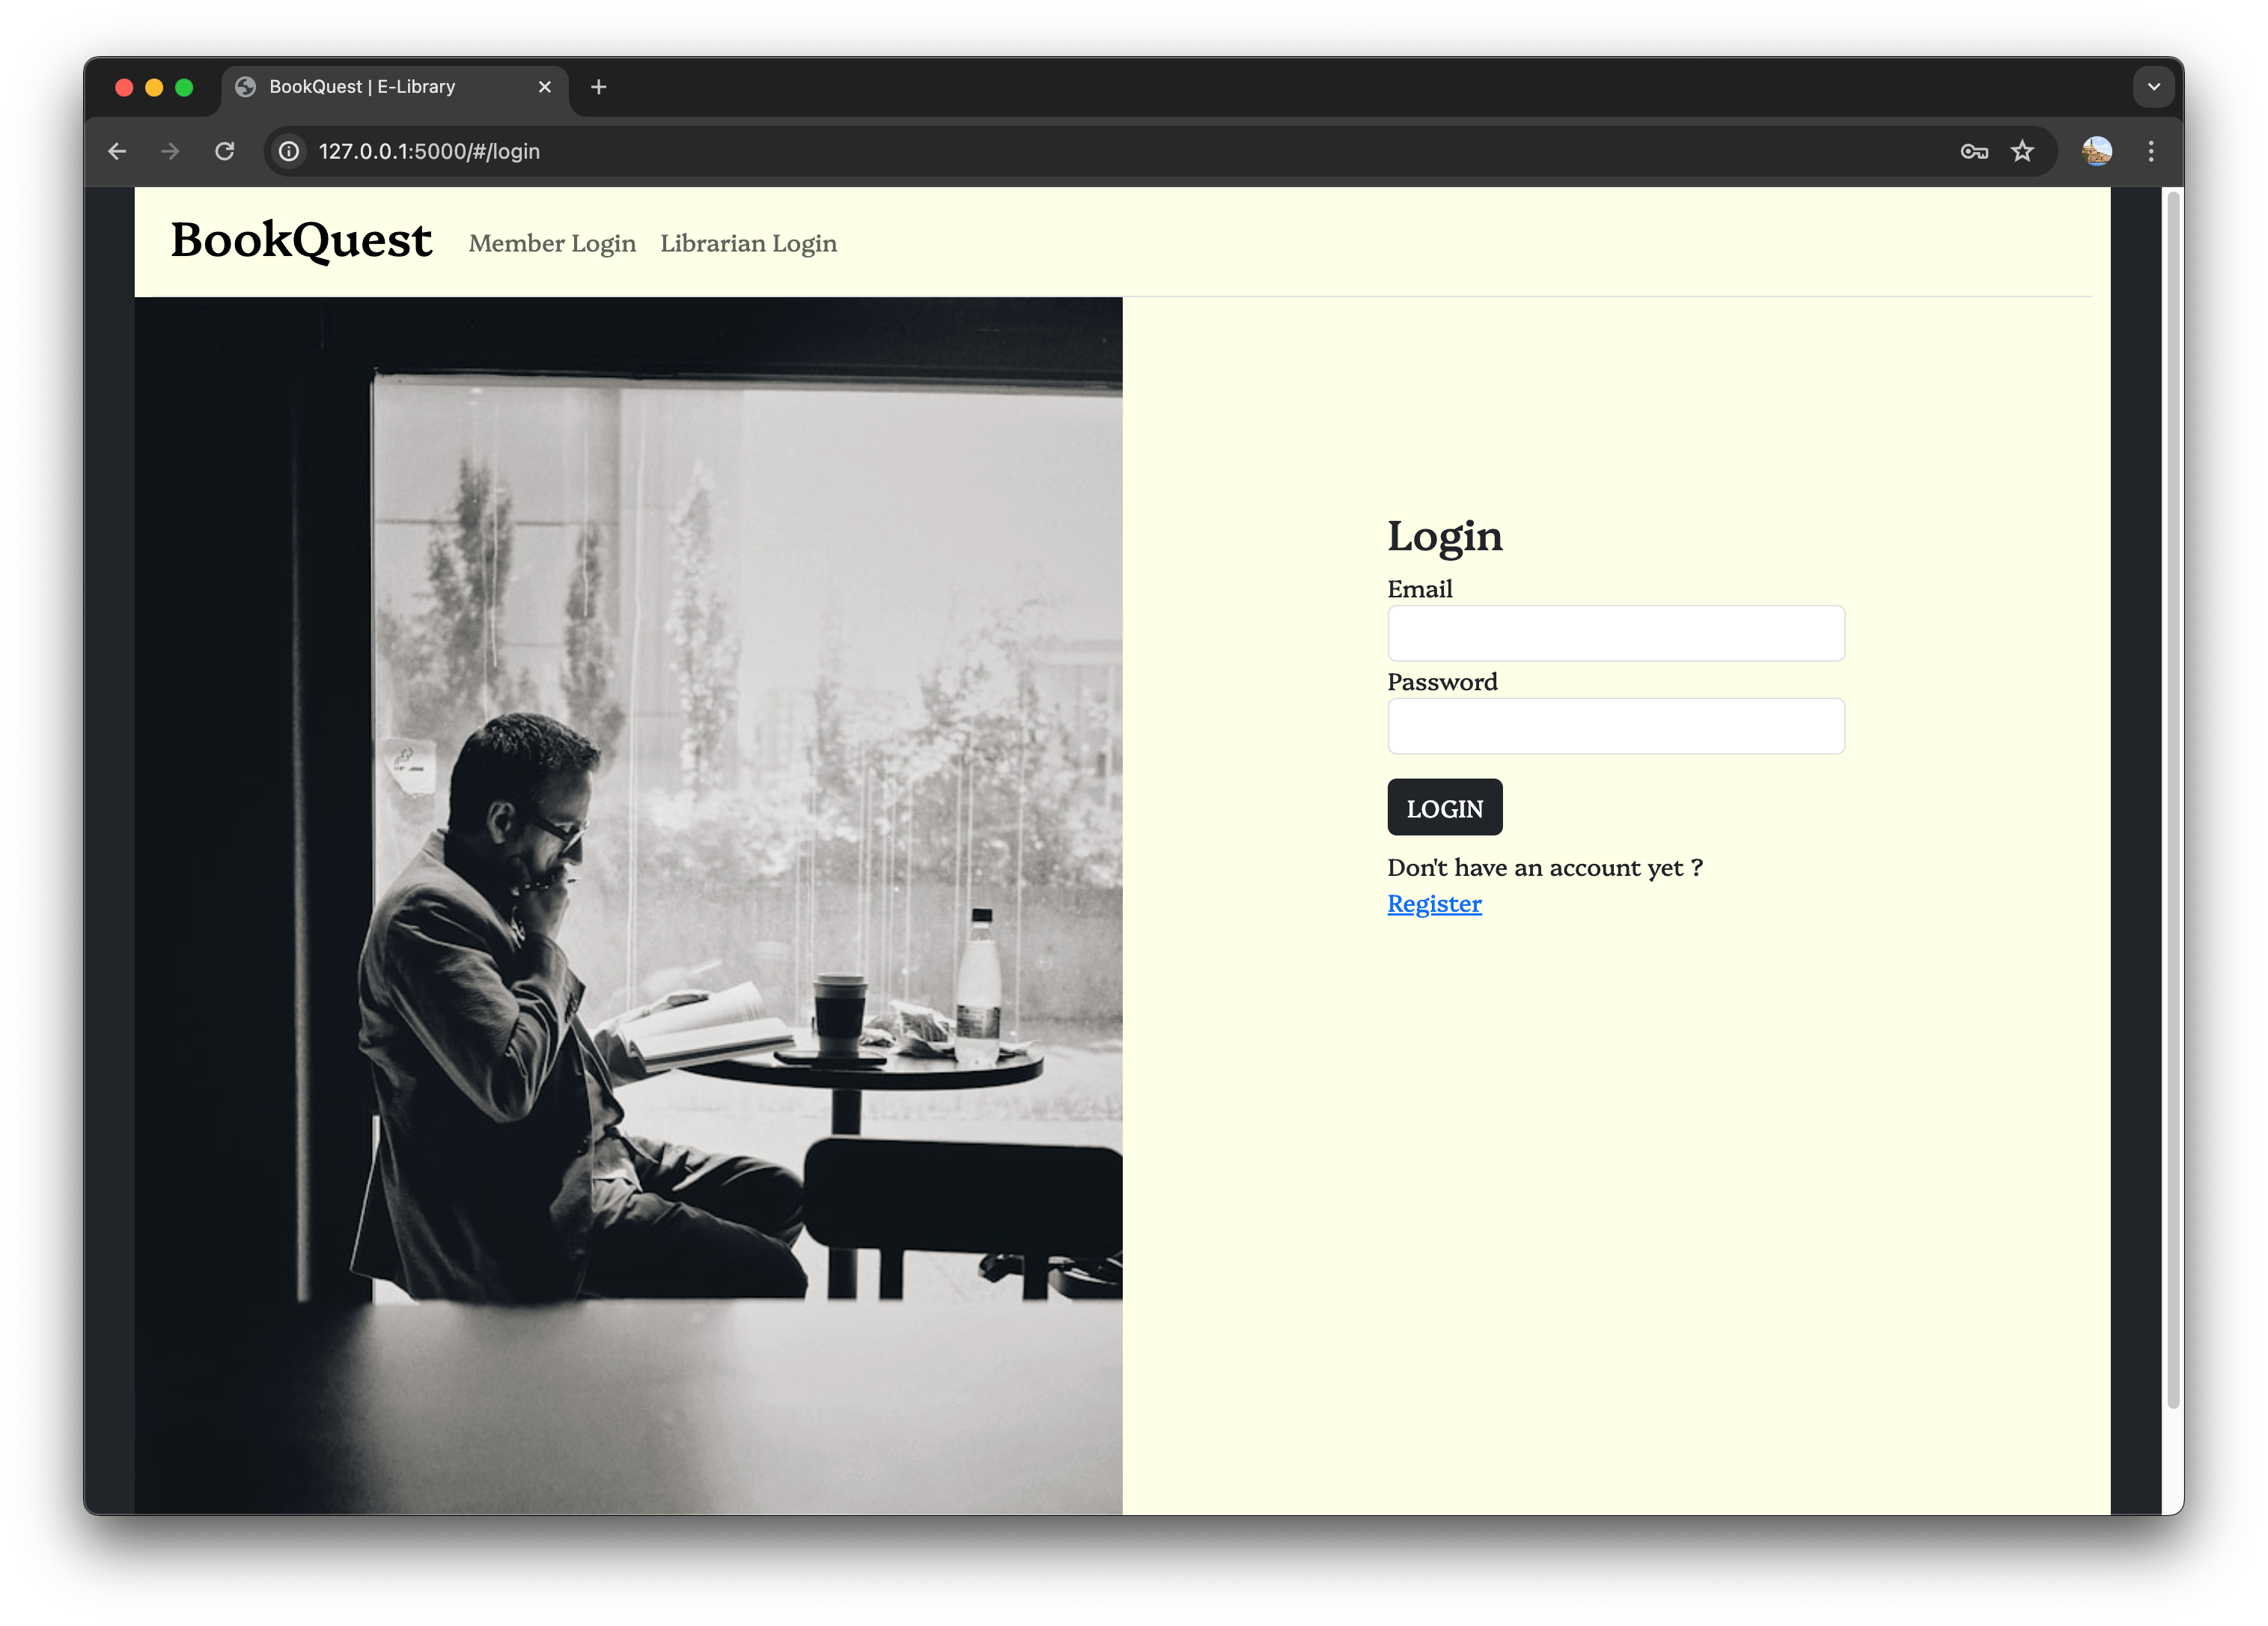 BookQuest | E-Library
127.0.0.1:5000/#/login
BookQuest Member Login Librarian Login
Login
Email
Password
LOGIN
Don't have an account yet ?
Register